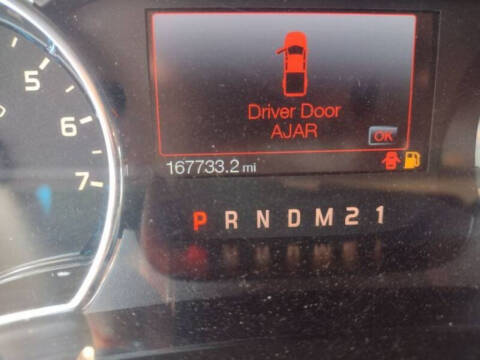 5
6
7
Driver Door
AJAR
OK
167733.2 mi
P R N D M 2 1